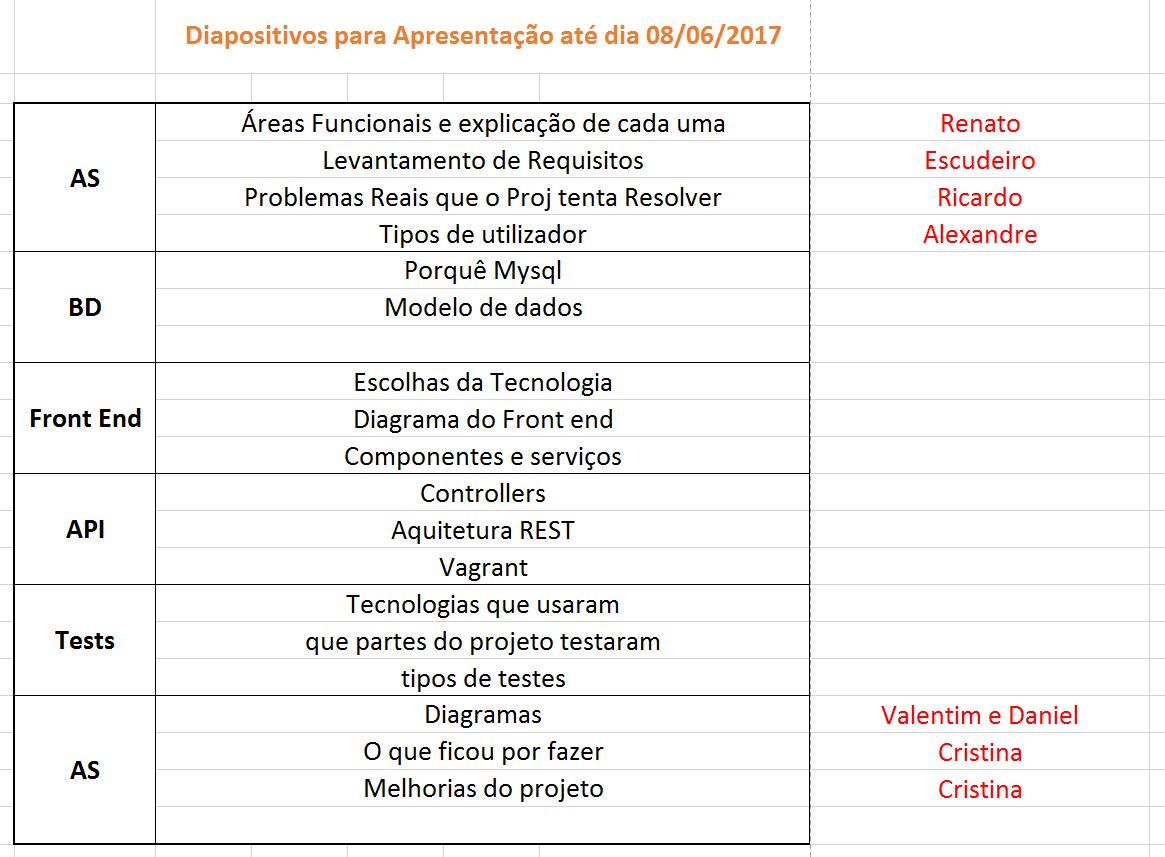 Diapositivos para Apresentação até dia 08/06/2017
AS
Áreas Funcionais e explicação de cada uma
Renato
Levantamento de Requisitos
Escudeiro
Problemas Reais que o Proj tenta Resolver
Ricardo
Tipos de utilizador
Alexandre
BD
Porquê Mysql
Modelo de dados
Front End
Escolhas da Tecnologia
Diagrama do Front end
Componentes e serviços
API
Controllers
Aquitetura REST
Vagrant
Tests
Tecnologias que usaram
que partes do projeto testaram
tipos de testes
AS
Diagramas
Valentim e Daniel
O que ficou por fazer
Cristina
Melhorias do projeto
Cristina